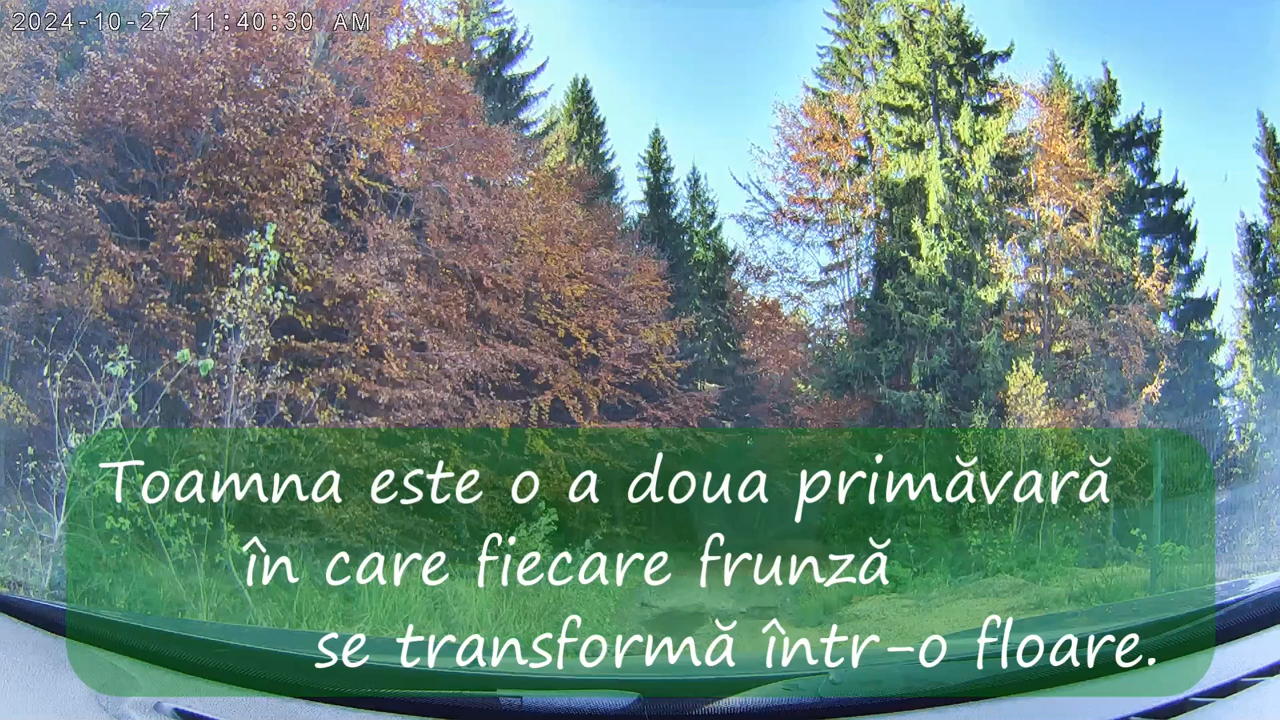 2024-10-27 11:40:30 AM
Toamna este o a doua primăvară
în care fiecare frunză
se transformă într-o floare.